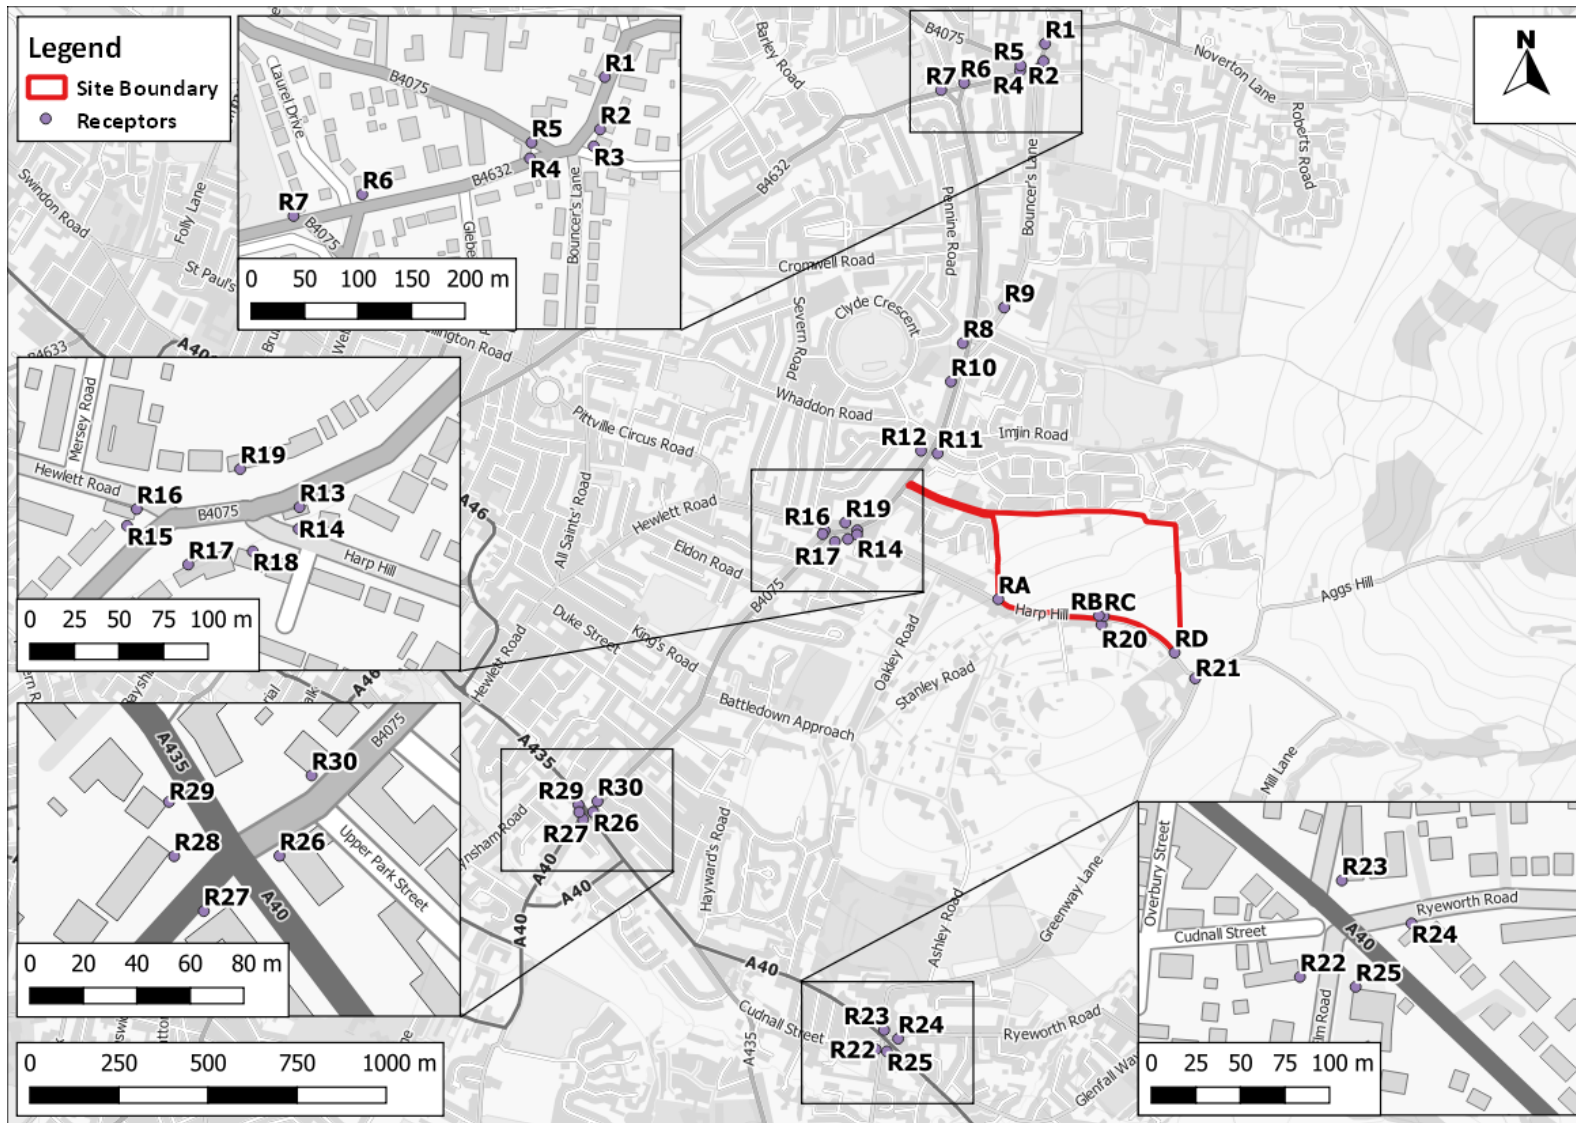 Legend
Site Boundary
Receptors
N
B4075
Laurel Drive
R1
R2
R3
R5
R4
B4632
R6
R7
B4075
Glebe
Bouncer's Lane
0 50 100 150 200 m
Barley Road
B4075
R1
R5
R2
R6
R4
R7
Noverton Lane
Roberts Road
B4632
Pennine Road
Bouncer's Lane
Swindon Road
Folly Lane
St Paul's
Cromwell Road
Severn Road
Clyde Crescent
R9
R8
R10
Whaddon Road
Imjin Road
R12
R11
B4633
Pittville Circus Road
All Saints' Road
Hewlett Road
Eldon Road
A46
Mersey Road
Hewlett Road
R19
R16
R13
B4075
R15
R14
R17
R18
Harp Hill
0 25 50 75 100 m
R16
R19
R17
R14
B4075
Duke Street
King's Road
Hewlett Road
Oakley Road
Stanley Road
Battledown Approach
RA
Harp Hill
RB
RC
R20
RD
R21
Aggs Hill
Mill Lane
A46
A435
R29
R30
R28
R26
R27
B4075
Upper Park Street
A40
0 20 40 60 80 m
A435
R29
R30
R27
R26
A40
A40
A40
Hayward's Road
Ashley Road
Greenway Lane
A40
Cudnall Street
A435
R23
R24
R22
R25
Ryeworth Road
Overbury Street
R23
Ryeworth Road
Cudnall Street
A40
R24
R22
R25
0 25 50 75 100 m
0 250 500 750 1000 m